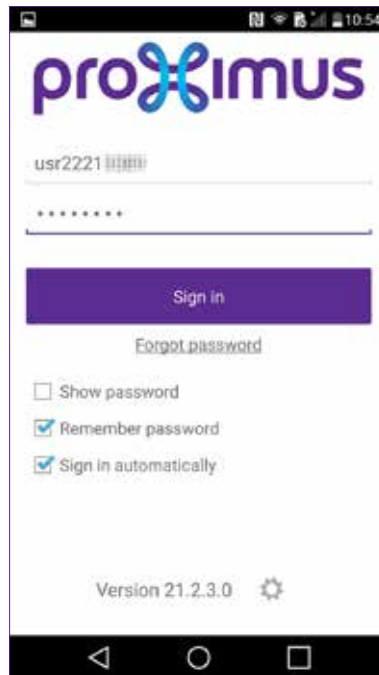 10:54
proximus
usr2221
••••••••
Sign in
Forgot password
Show password
Remember password
Sign in automatically
Version 21.2.3.0